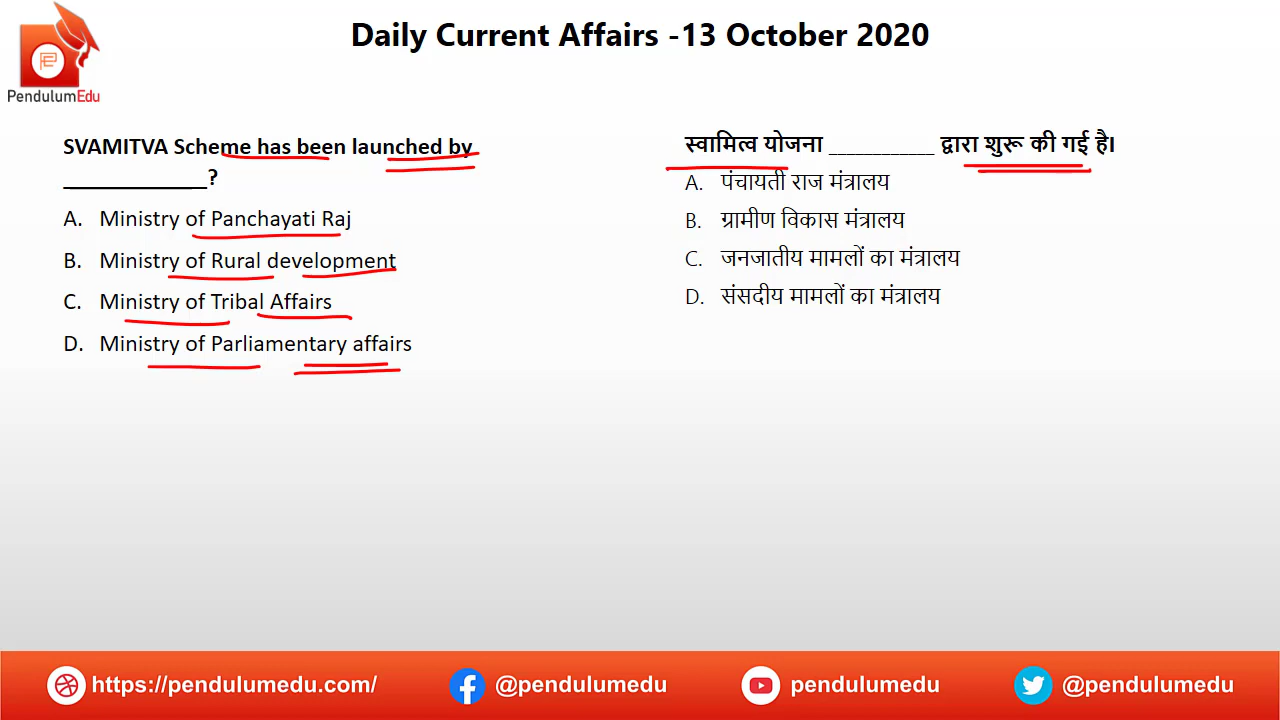 Daily Current Affairs -13 October 2020
PendulumEdu
SVAMITVA Scheme has been launched by
____________?
A. Ministry of Panchayati Raj
B. Ministry of Rural development
C. Ministry of Tribal Affairs
D. Ministry of Parliamentary affairs
स्वामित्व योजना ___________ द्वारा शुरू की गई है।
A. पंचायती राज मंत्रालय
B. ग्रामीण विकास मंत्रालय
C. जनजातीय मामलों का मंत्रालय
D. संसदीय मामलों का मंत्रालय
https://pendulumedu.com/
@pendulumedu
pendulumedu
@pendulumedu